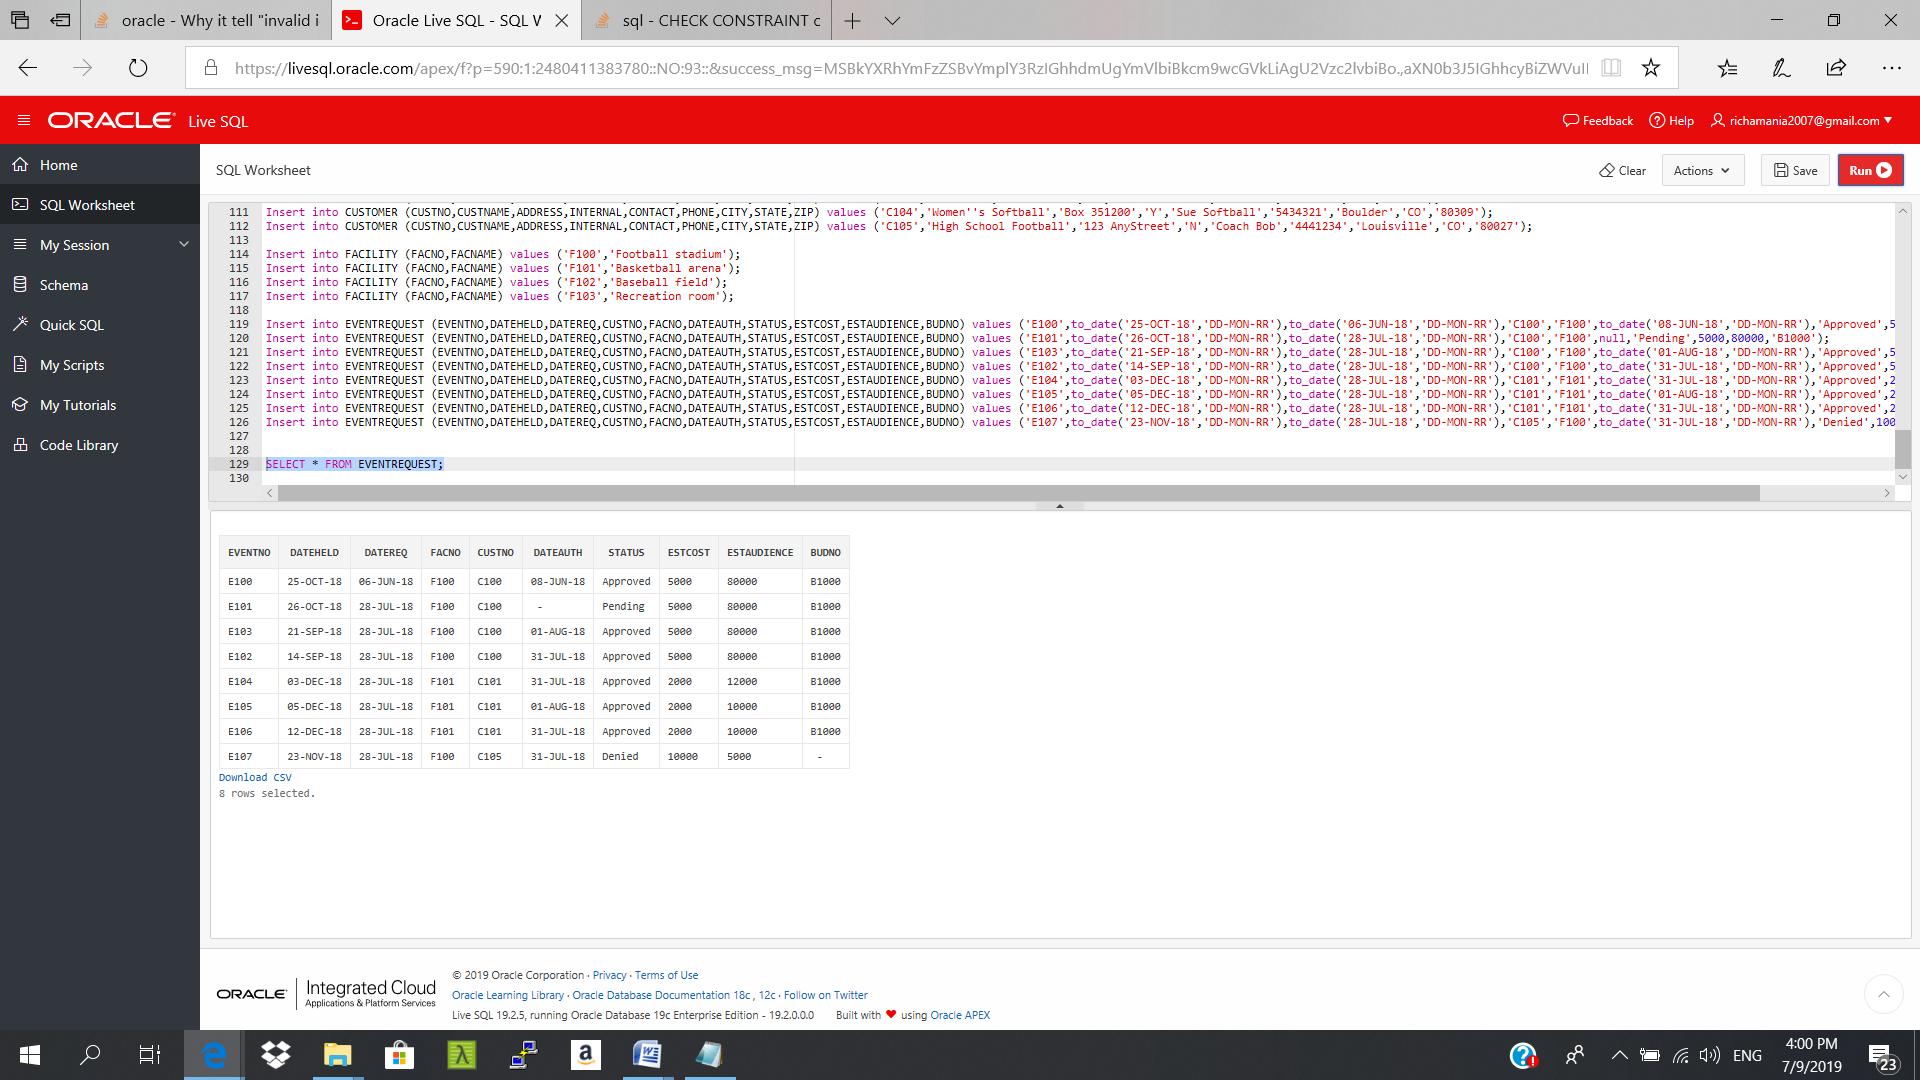 oracle - Why it tell "invalid i
Oracle Live SQL - SQL W
sql - CHECK CONSTRAINT c
https://livesql.oracle.com/apex/f?p=590:1:2480411383780::NO:93::&success_msg=
ORACLE Live SQL
Feedback
Help
richamania2007@gmail.com
Home
SQL Worksheet
My Session
Schema
Quick SQL
My Scripts
My Tutorials
Code Library
SQL Worksheet
Clear
Actions
Save
Run
111 Insert into CUSTOMER (CUSTNO,CUSTNAME,ADDRESS,INTERNAL,CONTACT,PHONE,CITY,STATE,ZIP) values ('C104','Women''s Softball','Box 351200','Y','Sue Softball','5434321','Boulder','CO','80309');
112 Insert into CUSTOMER (CUSTNO,CUSTNAME,ADDRESS,INTERNAL,CONTACT,PHONE,CITY,STATE,ZIP) values ('C105','High School Football','123 AnyStreet','N','Coach Bob','4441234','Louisville','CO','80027');
113
114 Insert into FACILITY (FACNO,FACNAME) values ('F100','Football stadium');
115 Insert into FACILITY (FACNO,FACNAME) values ('F101','Basketball arena');
116 Insert into FACILITY (FACNO,FACNAME) values ('F102','Baseball field');
117 Insert into FACILITY (FACNO,FACNAME) values ('F103','Recreation room');
118
119 Insert into EVENTREQUEST (EVENTNO,DATEHELD,DATEREQ,CUSTNO,FACNO,DATEAUTH,STATUS,ESTCOST,ESTAUDIENCE,BUDNO) values ('E100',to_date('25-OCT-18','DD-MON-RR'),to_date('06-JUN-18','DD-MON-RR'),'C100','F100',to_date('08-JUN-18','DD-MON-RR'),'Approved',5
120 Insert into EVENTREQUEST (EVENTNO,DATEHELD,DATEREQ,CUSTNO,FACNO,DATEAUTH,STATUS,ESTCOST,ESTAUDIENCE,BUDNO) values ('E101',to_date('26-OCT-18','DD-MON-RR'),to_date('28-JUL-18','DD-MON-RR'),'C100','F100',null,'Pending',5000,80000,'B1000');
121 Insert into EVENTREQUEST (EVENTNO,DATEHELD,DATEREQ,CUSTNO,FACNO,DATEAUTH,STATUS,ESTCOST,ESTAUDIENCE,BUDNO) values ('E103',to_date('21-SEP-18','DD-MON-RR'),to_date('28-JUL-18','DD-MON-RR'),'C100','F100',to_date('01-AUG-18','DD-MON-RR'),'Approved',5
122 Insert into EVENTREQUEST (EVENTNO,DATEHELD,DATEREQ,CUSTNO,FACNO,DATEAUTH,STATUS,ESTCOST,ESTAUDIENCE,BUDNO) values ('E102',to_date('14-SEP-18','DD-MON-RR'),to_date('28-JUL-18','DD-MON-RR'),'C100','F100',to_date('31-JUL-18','DD-MON-RR'),'Approved',5
123 Insert into EVENTREQUEST (EVENTNO,DATEHELD,DATEREQ,CUSTNO,FACNO,DATEAUTH,STATUS,ESTCOST,ESTAUDIENCE,BUDNO) values ('E104',to_date('03-DEC-18','DD-MON-RR'),to_date('28-JUL-18','DD-MON-RR'),'C101','F101',to_date('31-JUL-18','DD-MON-RR'),'Approved',2
124 Insert into EVENTREQUEST (EVENTNO,DATEHELD,DATEREQ,CUSTNO,FACNO,DATEAUTH,STATUS,ESTCOST,ESTAUDIENCE,BUDNO) values ('E105',to_date('05-DEC-18','DD-MON-RR'),to_date('28-JUL-18','DD-MON-RR'),'C101','F101',to_date('01-AUG-18','DD-MON-RR'),'Approved',2
125 Insert into EVENTREQUEST (EVENTNO,DATEHELD,DATEREQ,CUSTNO,FACNO,DATEAUTH,STATUS,ESTCOST,ESTAUDIENCE,BUDNO) values ('E106',to_date('12-DEC-18','DD-MON-RR'),to_date('28-JUL-18','DD-MON-RR'),'C101','F101',to_date('31-JUL-18','DD-MON-RR'),'Approved',2
126 Insert into EVENTREQUEST (EVENTNO,DATEHELD,DATEREQ,CUSTNO,FACNO,DATEAUTH,STATUS,ESTCOST,ESTAUDIENCE,BUDNO) values ('E107',to_date('23-NOV-18','DD-MON-RR'),to_date('28-JUL-18','DD-MON-RR'),'C105','F100',to_date('31-JUL-18','DD-MON-RR'),'Denied',100
127
128
129 SELECT * FROM EVENTREQUEST;
130
EVENTNO DATEHELD DATEREQ FACNO CUSTNO DATEAUTH STATUS ESTCOST ESTAUDIENCE BUDNO
E100 25-OCT-18 06-JUN-18 F100 C100 08-JUN-18 Approved 5000 80000 B1000
E101 26-OCT-18 28-JUL-18 F100 C100 - Pending 5000 80000 B1000
E103 21-SEP-18 28-JUL-18 F100 C100 01-AUG-18 Approved 5000 80000 B1000
E102 14-SEP-18 28-JUL-18 F100 C100 31-JUL-18 Approved 5000 80000 B1000
E104 03-DEC-18 28-JUL-18 F101 C101 31-JUL-18 Approved 2000 12000 B1000
E105 05-DEC-18 28-JUL-18 F101 C101 01-AUG-18 Approved 2000 10000 B1000
E106 12-DEC-18 28-JUL-18 F101 C101 31-JUL-18 Approved 2000 10000 B1000
E107 23-NOV-18 28-JUL-18 F100 C105 31-JUL-18 Denied 10000 5000 -
Download CSV
8 rows selected.
ORACLE
Integrated Cloud
Applications & Platform Services
© 2019 Oracle Corporation · Privacy · Terms of Use
Oracle Learning Library · Oracle Database Documentation 18c , 12c · Follow on Twitter
Live SQL 19.2.5, running Oracle Database 19c Enterprise Edition - 19.2.0.0.0 Built with ♥ using Oracle APEX
ENG
4:00 PM
7/9/2019
23